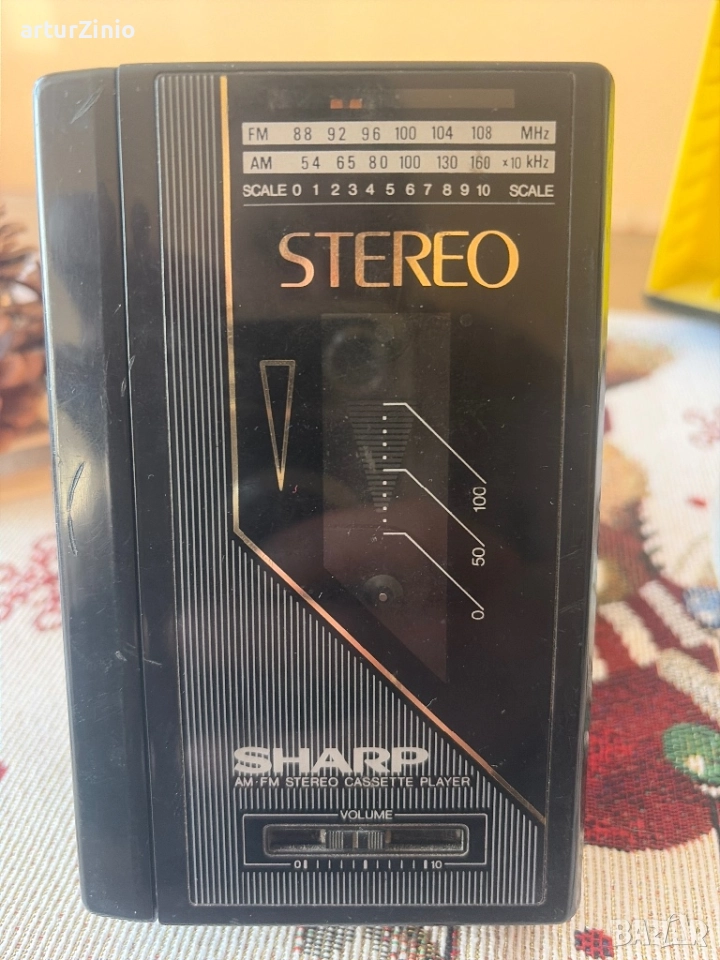 arturZinio
FM 88 92 96 100 104 108 MHz
AM 54 65 80 100 130 160 x10 kHz
SCALE 0 1 2 3 4 5 6 7 8 9 10 SCALE
STEREO
100
50
0
SHARP
AM·FM STEREO CASSETTE PLAYER
VOLUME
0 10
BAZAR